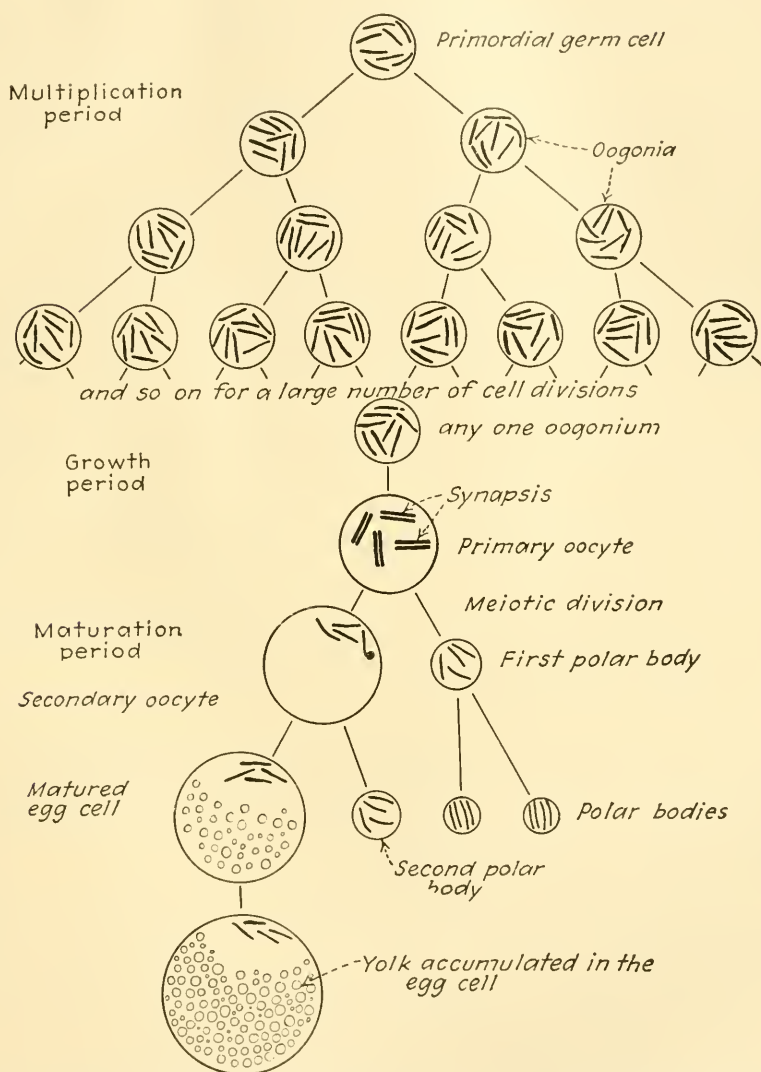 Primordial germ cell
Multiplication
period
Oogonia
and so on for a large number of cell divisions
any one oogonium
Growth
period
Synapsis
Primary oocyte
Meiotic division
Maturation
period
First polar body
Secondary oocyte
Matured
egg cell
Polar bodies
Second polar
body
Yolk accumulated in the
egg cell